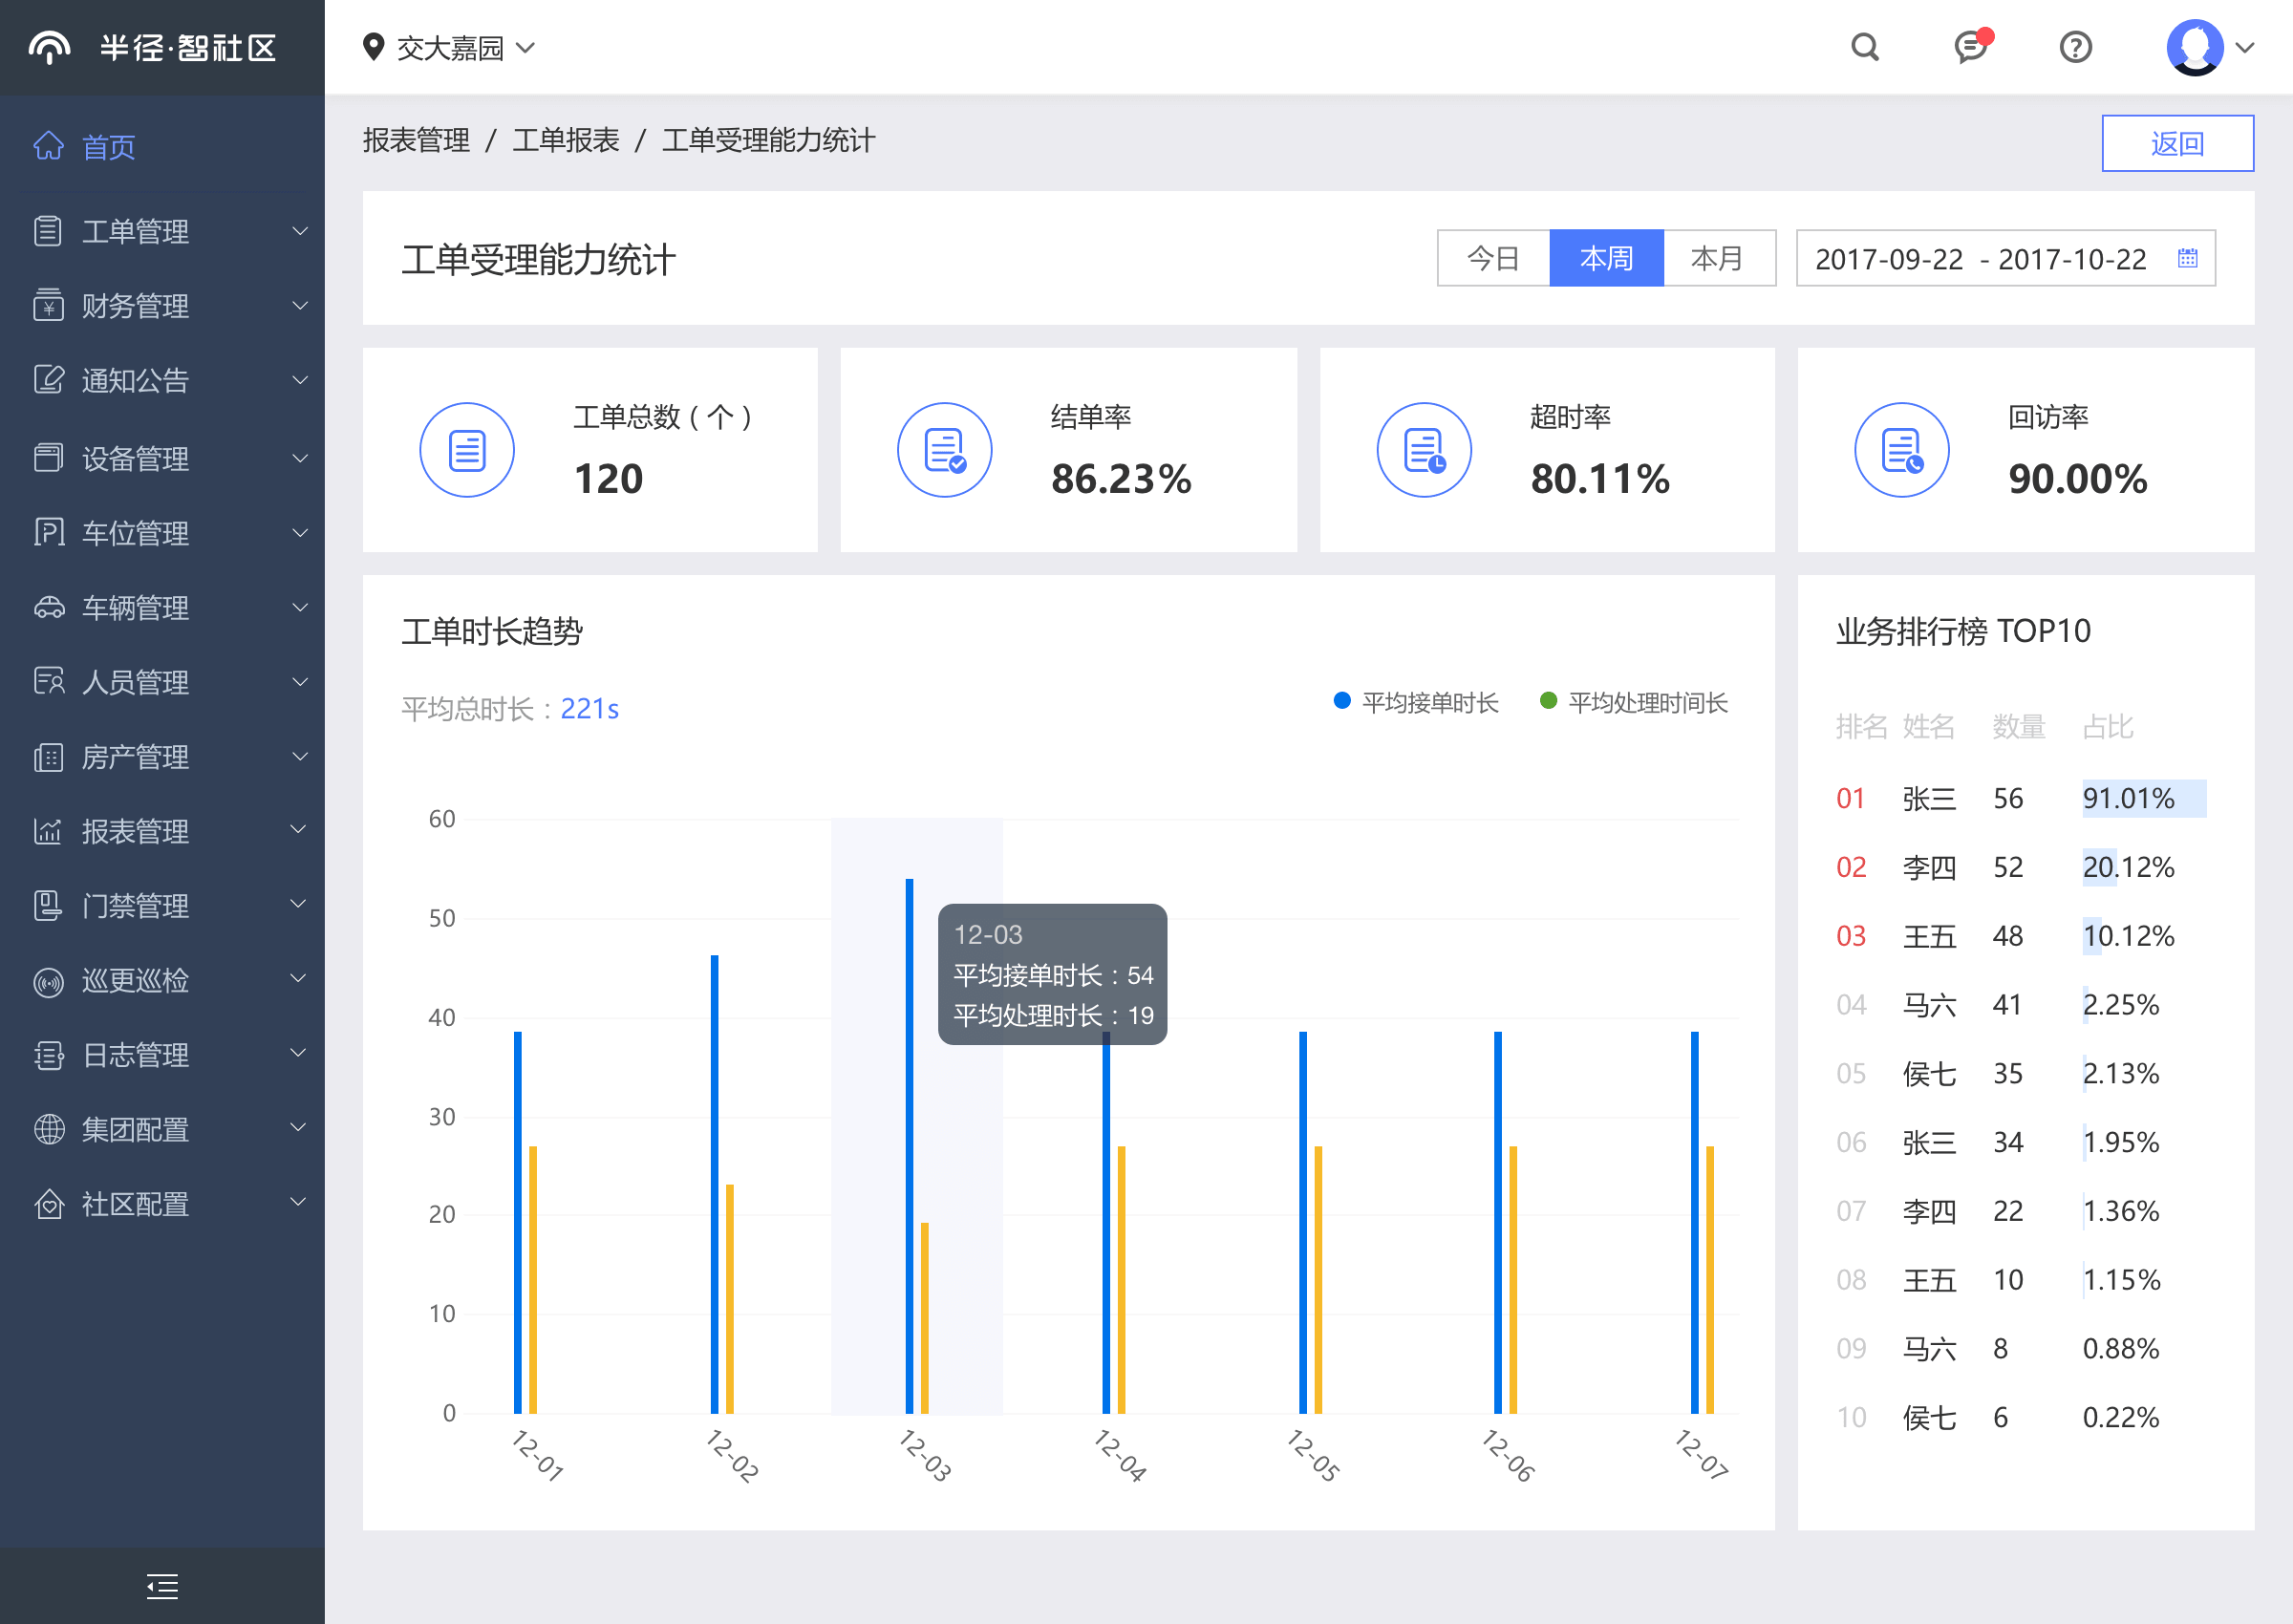 半径·智社区
交大嘉园
首页
工单管理
¥ 财务管理
通知公告
设备管理
P 车位管理
车辆管理
人员管理
房产管理
报表管理
门禁管理
巡更巡检
日志管理
集团配置
社区配置
报表管理 / 工单报表 / 工单受理能力统计
返回
工单受理能力统计
今日 本周 本月 2017-09-22 - 2017-10-22
工单总数（个）
120
结单率
86.23%
超时率
80.11%
回访率
90.00%
工单时长趋势
平均总时长：221s
平均接单时长 平均处理时间长
60
50
40
30
20
10
0
12-03
平均接单时长：54
平均处理时长：19
12-01 12-02 12-03 12-04 12-05 12-06 12-07
业务排行榜 TOP10
排名 姓名 数量 占比
01 张三 56 91.01%
02 李四 52 20.12%
03 王五 48 10.12%
04 马六 41 2.25%
05 侯七 35 2.13%
06 张三 34 1.95%
07 李四 22 1.36%
08 王五 10 1.15%
09 马六 8 0.88%
10 侯七 6 0.22%